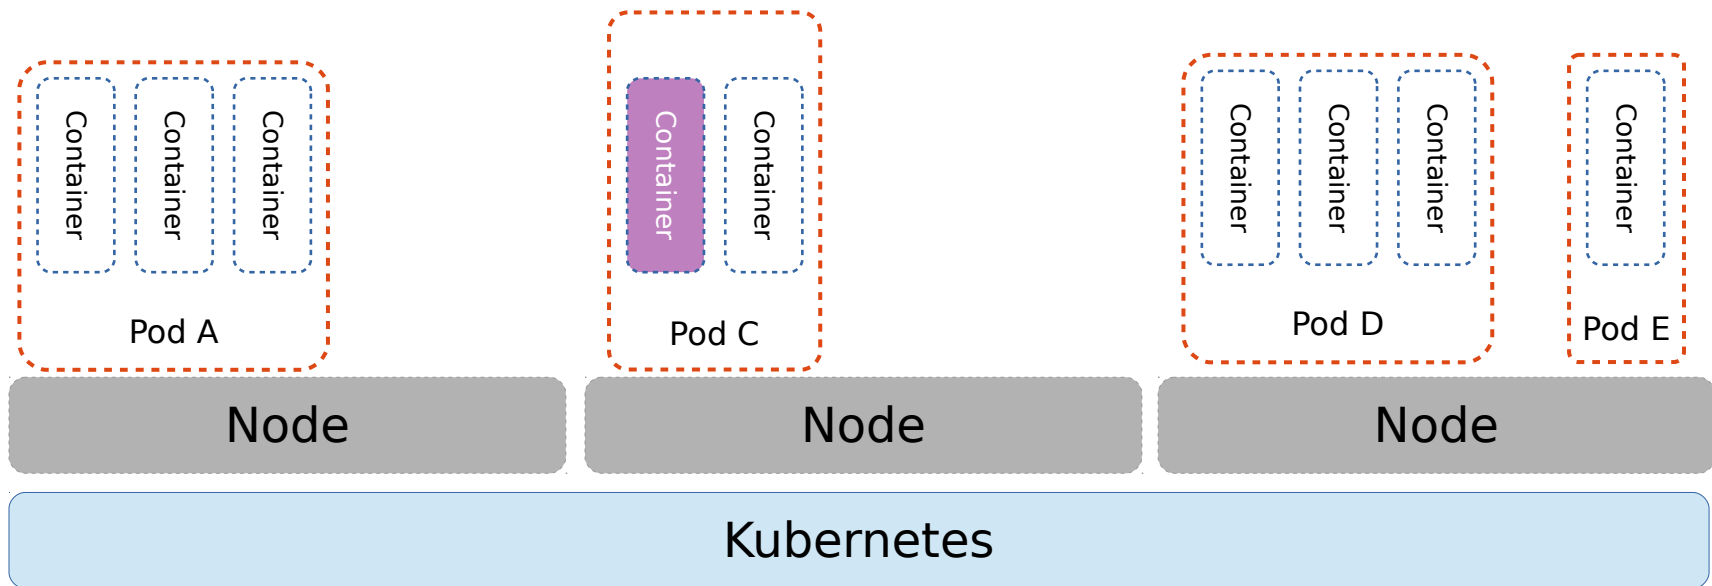 Container
Container
Container
Pod A
Container
Container
Pod C
Container
Container
Container
Pod D
Container
Pod E
Node
Node
Node
Kubernetes